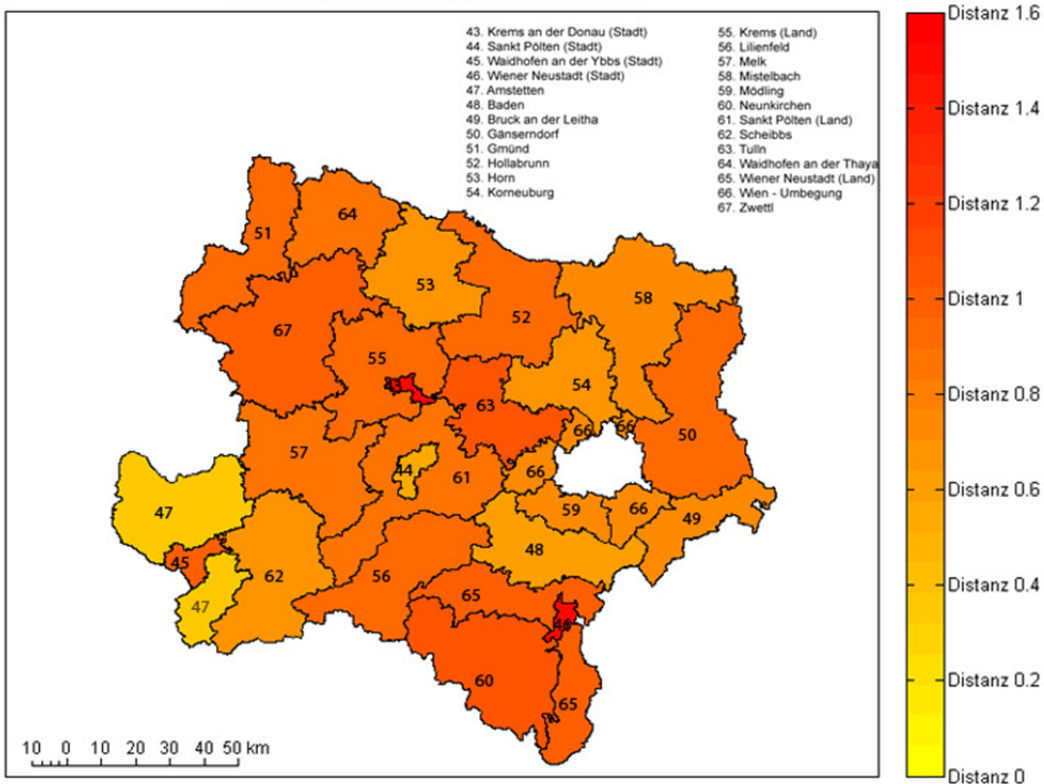 43. Krems an der Donau (Stadt)
44. Sankt Pölten (Stadt)
45. Waidhofen an der Ybbs (Stadt)
46. Wiener Neustadt (Stadt)
47. Amstetten
48. Baden
49. Bruck an der Leitha
50. Gänserndorf
51. Gmünd
52. Hollabrunn
53. Horn
54. Korneuburg
55. Krems (Land)
56. Lilienfeld
57. Melk
58. Mistelbach
59. Mödling
60. Neunkirchen
61. Sankt Pölten (Land)
62. Scheibbs
63. Tulln
64. Waidhofen an der Thaya
65. Wiener Neustadt (Land)
66. Wien - Umbegung
67. Zwettl
Distanz 1.6
Distanz 1.4
Distanz 1.2
Distanz 1
Distanz 0.8
Distanz 0.6
Distanz 0.4
Distanz 0.2
Distanz 0
64
51
53
58
52
67
55
43
54
63
66
66
50
57
44
61
66
47
59
66
49
48
45
62
56
65
47
46
60
65
10 0 10 20 30 40 50 km